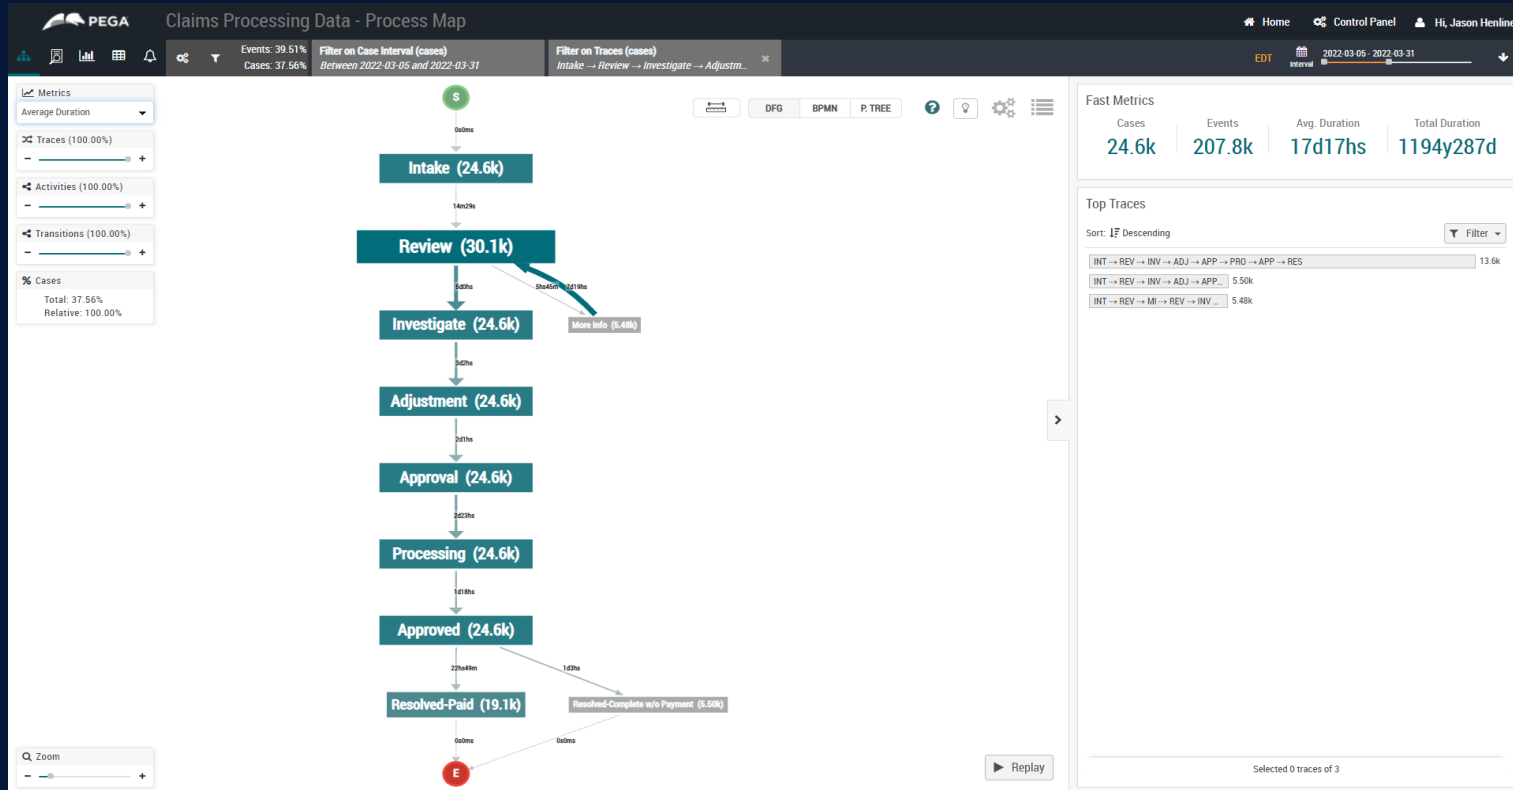 PEGA
Claims Processing Data - Process Map
Home
Control Panel
Hi, Jason Henline
Events: 39.51%
Cases: 37.56%
Filter on Case Interval (cases)
Between 2022-03-05 and 2022-03-31
Filter on Traces (cases)
Intake → Review → Investigate → Adjustm...
×
EDT
Interval
2022-03-05 - 2022-03-31
Metrics
Average Duration
Traces (100.00%)
− +
Activities (100.00%)
− +
Transitions (100.00%)
− +
% Cases
Total: 37.56%
Relative: 100.00%
Zoom
− +
DFG
BPMN
P. TREE
?
S
0s0ms
Intake (24.6k)
14m29s
Review (30.1k)
5d0hs
5hs45m
7d19hs
Investigate (24.6k)
More Info (5.48k)
3d2hs
Adjustment (24.6k)
2d1hs
Approval (24.6k)
2d23hs
Processing (24.6k)
1d18hs
Approved (24.6k)
22hs49m
1d3hs
Resolved-Paid (19.1k)
Resolved-Complete w/o Payment (5.50k)
0s0ms
0s0ms
E
Replay
Fast Metrics
Cases
Events
Avg. Duration
Total Duration
24.6k
207.8k
17d17hs
1194y287d
Top Traces
Sort: Descending
Filter
INT → REV → INV → ADJ → APP → PRO → APP → RES
13.6k
INT → REV → INV → ADJ → APP...
5.50k
INT → REV → MI → REV → INV ...
5.48k
Selected 0 traces of 3